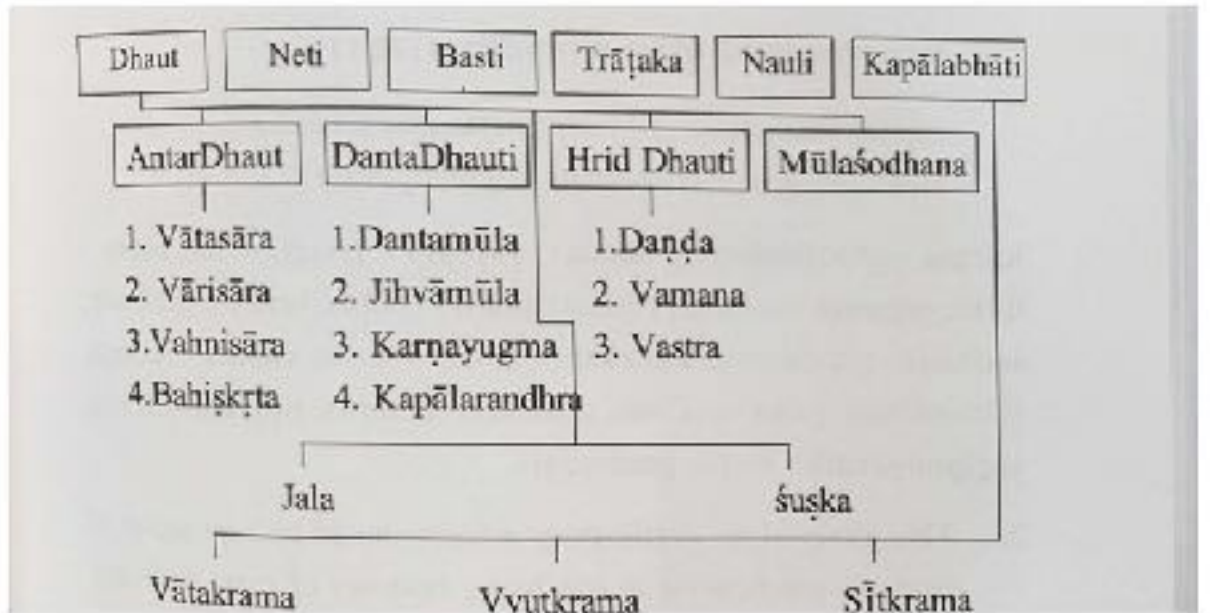 Dhaut Neti Basti Trāṭaka Nauli Kapālabhāti
AntarDhaut DantaDhauti Hrid Dhauti Mūlaśodhana
1. Vātasāra 1.Dantamūla 1.Daṇḍa
2. Vārisāra 2. Jihvāmūla 2. Vamana
3.Vahnisāra 3. Karṇayugma 3. Vastra
4.Bahiṣkṛta 4. Kapālarandhra
Jala śuṣka
Vātakrama Vyutkrama Sītkrama